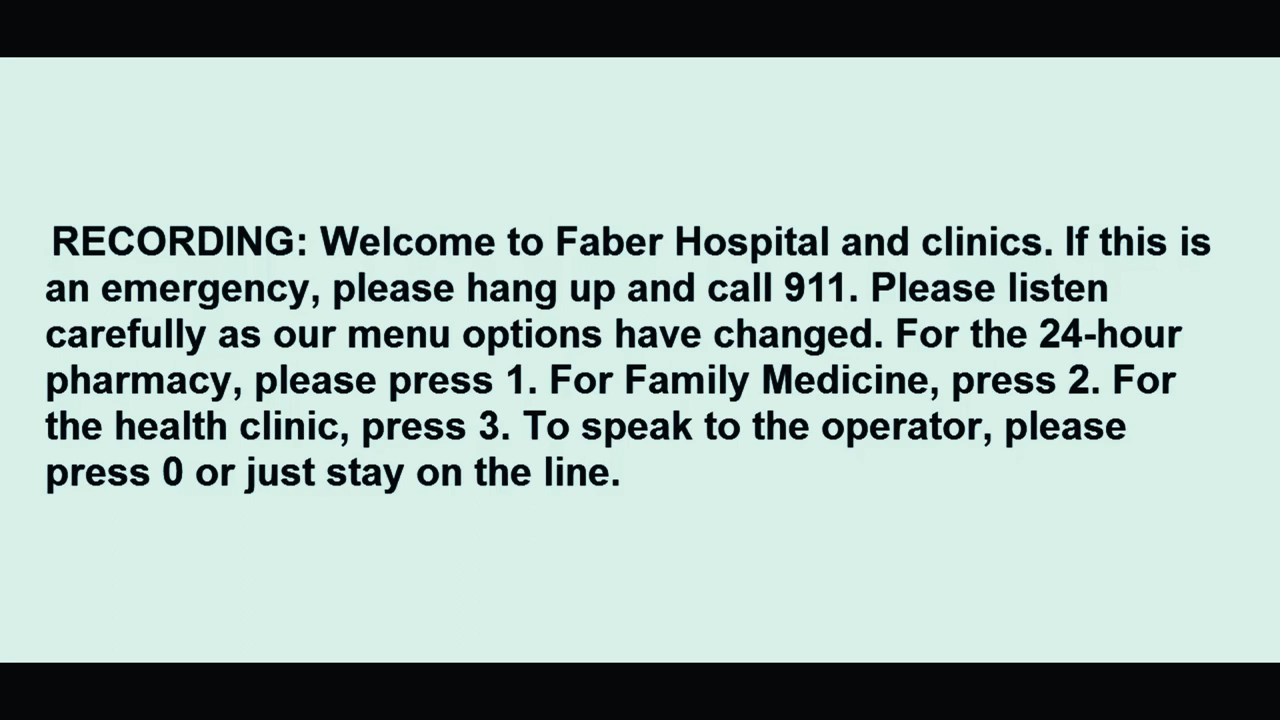 RECORDING: Welcome to Faber Hospital and clinics. If this is
an emergency, please hang up and call 911. Please listen
carefully as our menu options have changed. For the 24-hour
pharmacy, please press 1. For Family Medicine, press 2. For
the health clinic, press 3. To speak to the operator, please
press 0 or just stay on the line.